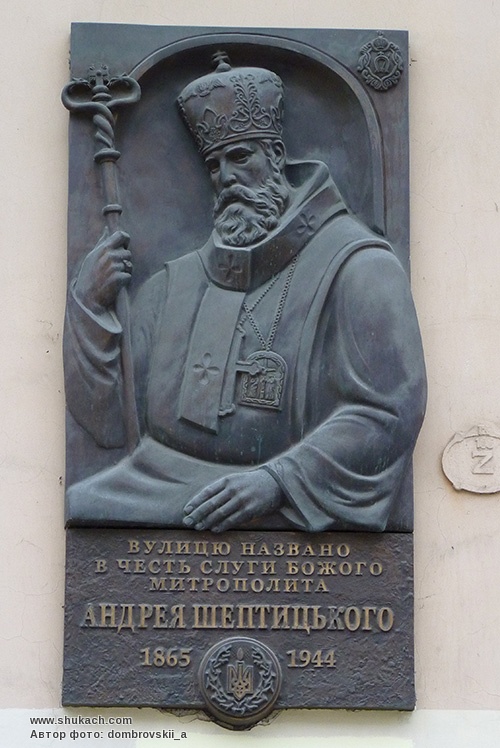 ВУЛИЦЮ НАЗВАНО
В ЧЕСТЬ СЛУГИ БОЖОГО
МИТРОПОЛИТА
АНДРЕЯ ШЕПТИЦЬКОГО
1865 1944
www.shukach.com
Автор фото: dombrovskii_a